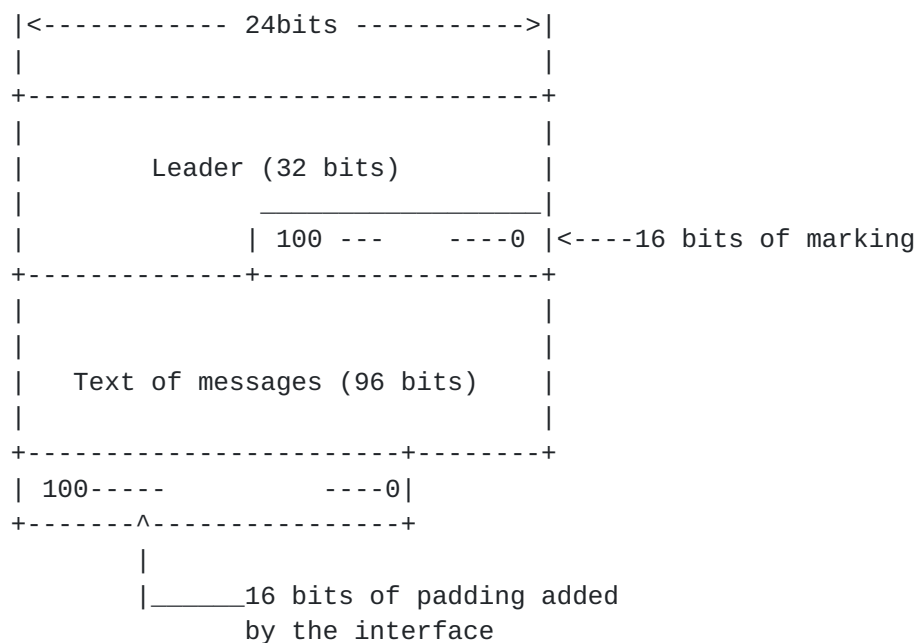 |<------------ 24bits ----------->|
|                                 |
+---------------------------------+
|                                 |
|        Leader (32 bits)         |
|               __________________|
|              | 100 ---    ----0 |<----16 bits of marking
+--------------+------------------+
|                                 |
|                                 |
|   Text of messages (96 bits)    |
|                                 |
+------------------------+--------+
| 100-----          ----0|
+-------^----------------+
        |
        |______16 bits of padding added
               by the interface